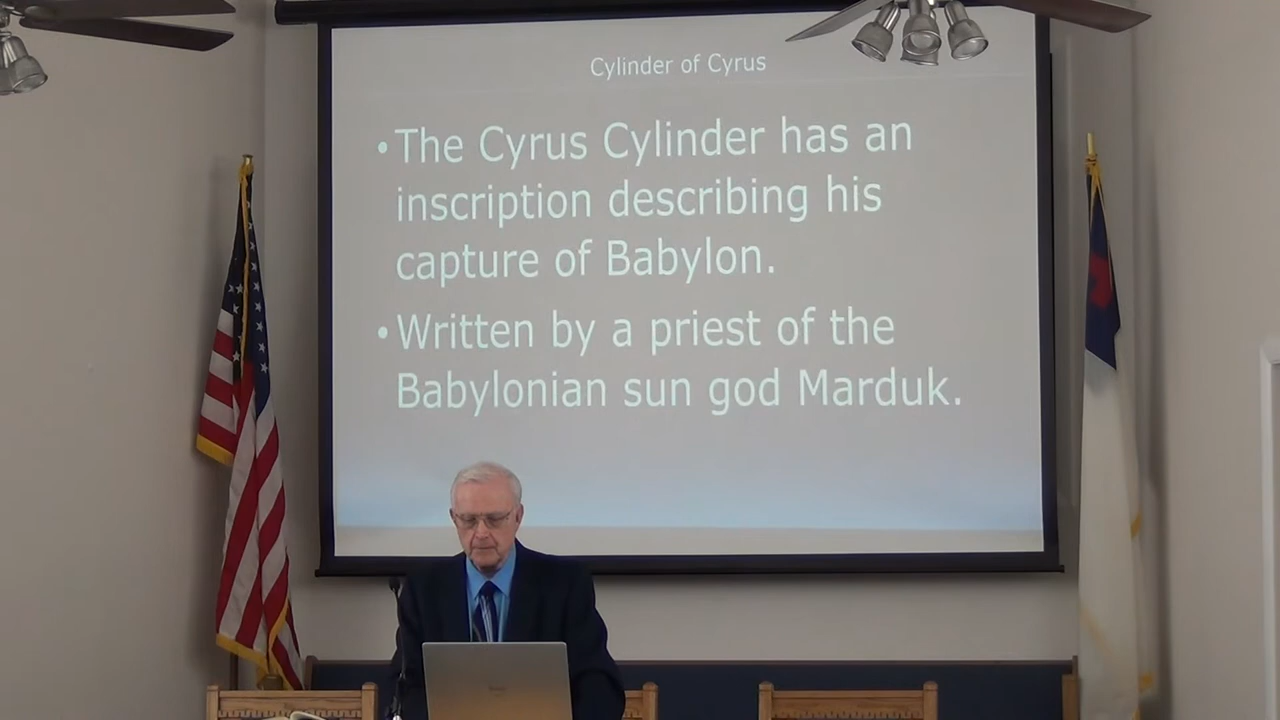 Cylinder of Cyrus
•The Cyrus Cylinder has an
inscription describing his
capture of Babylon.
•Written by a priest of the
Babylonian sun god Marduk.